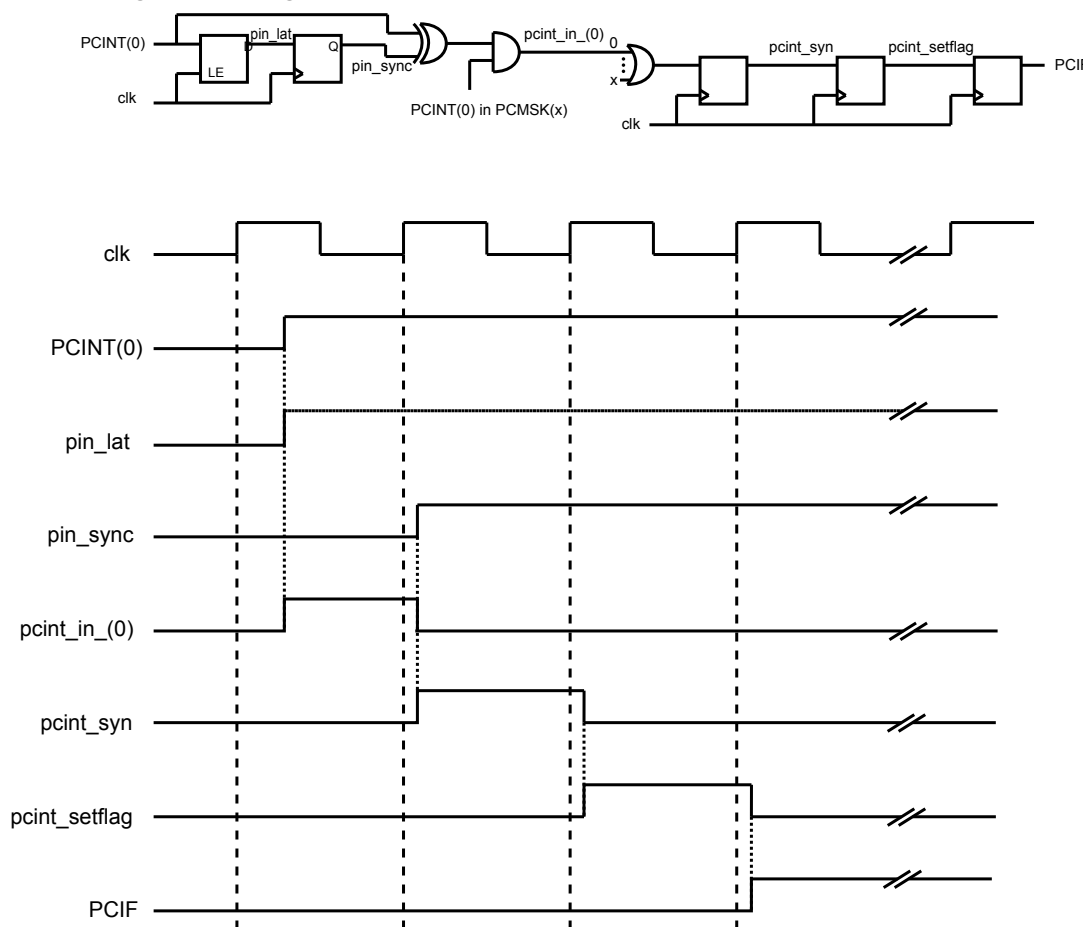 PCINT(0)
LE
D
pin_lat
Q
pin_sync
clk
pcint_in_(0)
PCINT(0) in PCMSK(x)
0
x
clk
pcint_syn
pcint_setflag
PCIF
clk
PCINT(0)
pin_lat
pin_sync
pcint_in_(0)
pcint_syn
pcint_setflag
PCIF